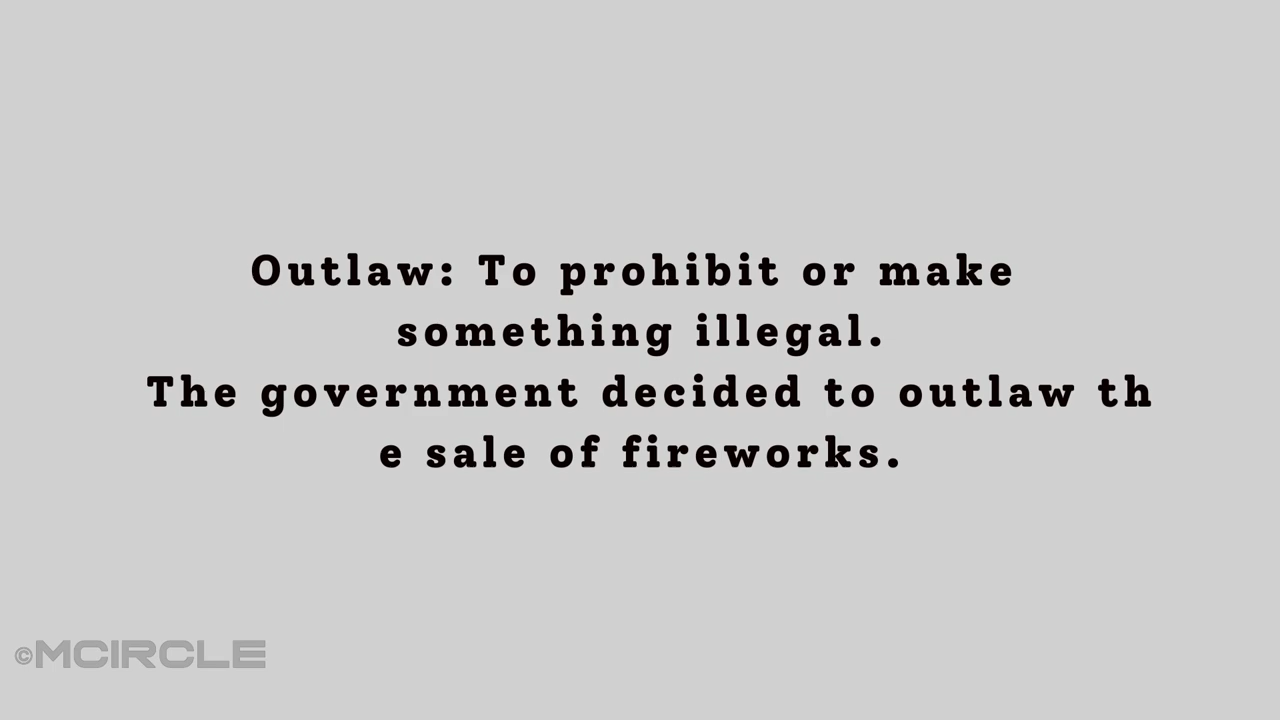 Outlaw: To prohibit or make
something illegal.
The government decided to outlaw th
e sale of fireworks.
©MCIRCLE